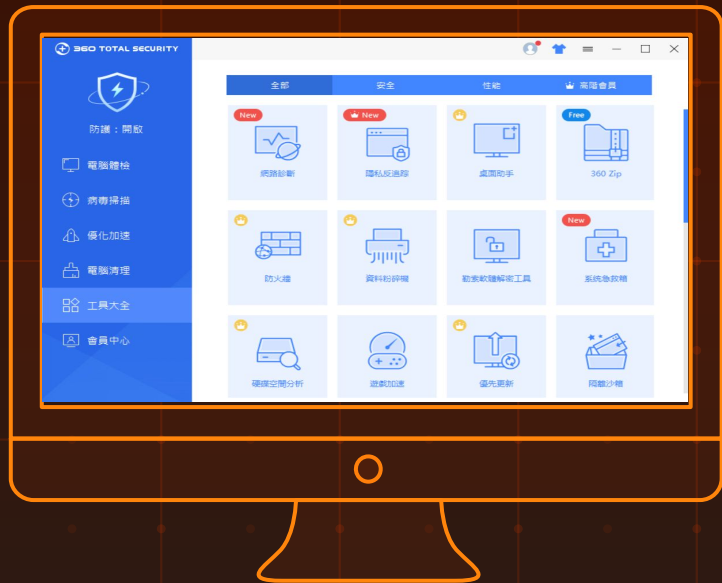 360 TOTAL SECURITY
防護：開啟
電腦體檢
病毒掃描
優化加速
電腦清理
工具大全
會員中心
全部
安全
性能
高階會員
New
New
Free
網路診斷
隱私反追蹤
桌面助手
360 Zip
New
防火牆
資料粉碎機
勒索軟體解密工具
系統急救箱
硬碟空間分析
遊戲加速
優先更新
隔離沙箱